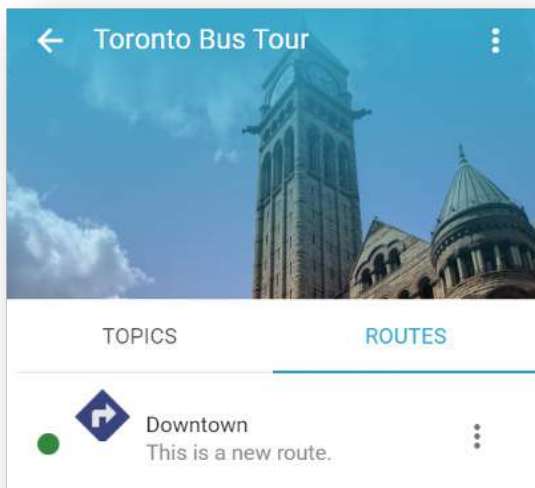 Toronto Bus Tour
TOPICS ROUTES
Downtown
This is a new route.